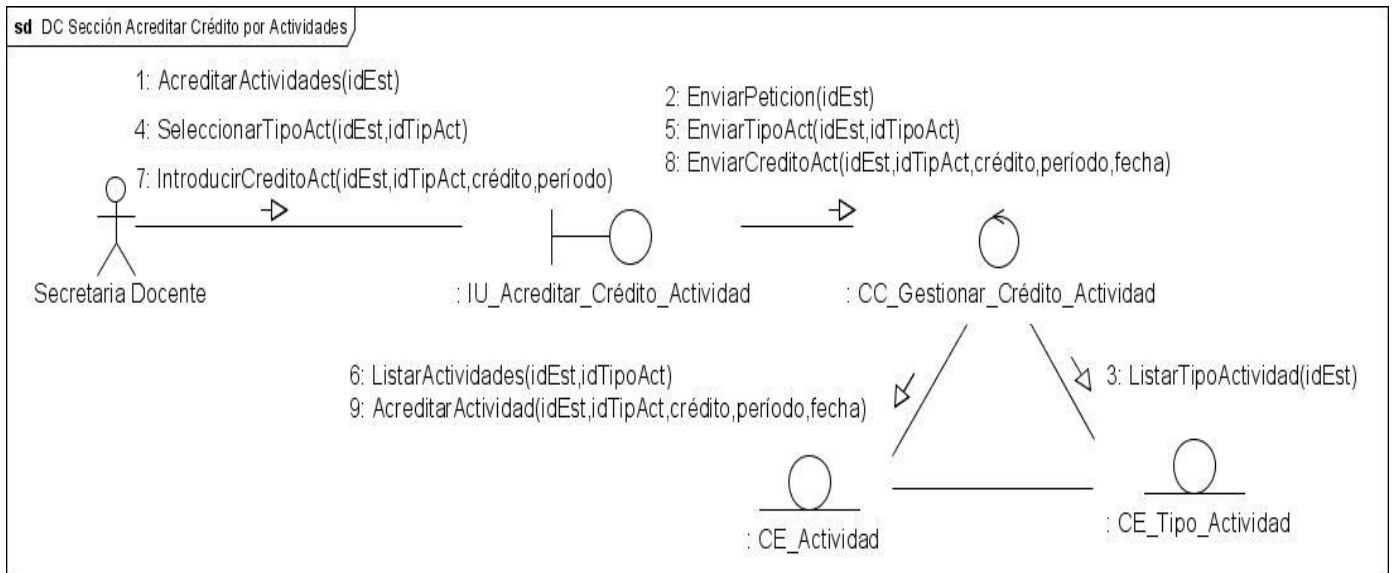 sd DC Sección Acreditar Crédito por Actividades
1: AcreditarActividades(idEst)
4: SeleccionarTipoAct(idEst,idTipAct)
7: IntroducirCreditoAct(idEst,idTipAct,crédito,período)
2: EnviarPeticion(idEst)
5: EnviarTipoAct(idEst,idTipoAct)
8: EnviarCreditoAct(idEst,idTipAct,crédito,período,fecha)
Secretaria Docente
: IU_Acreditar_Crédito_Actividad
: CC_Gestionar_Crédito_Actividad
6: ListarActividades(idEst,idTipoAct)
9: AcreditarActividad(idEst,idTipAct,crédito,período,fecha)
3: ListarTipoActividad(idEst)
: CE_Actividad
: CE_Tipo_Actividad